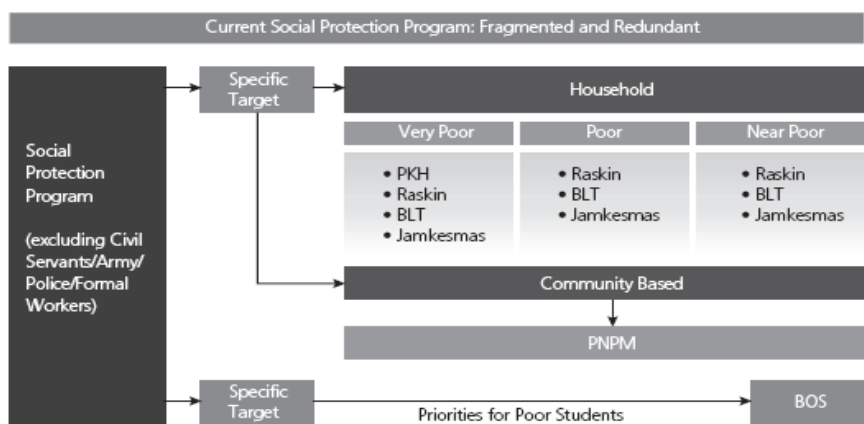 Current Social Protection Program: Fragmented and Redundant
Social
Protection
Program
(excluding Civil
Servants/Army/
Police/Formal
Workers)
Specific
Target
Household
Very Poor
• PKH
• Raskin
• BLT
• Jamkesmas
Poor
• Raskin
• BLT
• Jamkesmas
Near Poor
• Raskin
• BLT
• Jamkesmas
Community Based
PNPM
Specific
Target
Priorities for Poor Students
BOS